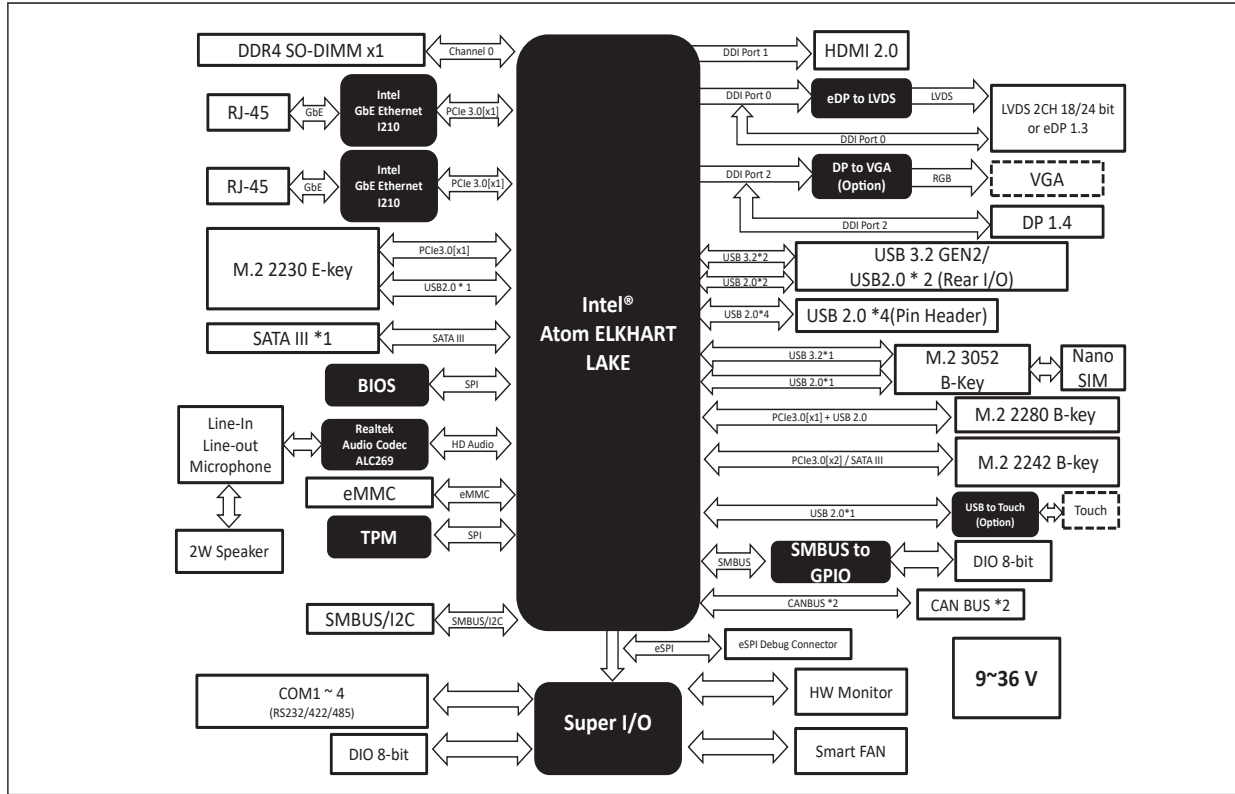 DDR4 SO-DIMM x1
Channel 0
RJ-45
GbE
Intel
GbE Ethernet
I210
PCIe 3.0[x1]
RJ-45
GbE
Intel
GbE Ethernet
I210
PCIe 3.0[x1]
M.2 2230 E-key
PCIe3.0[x1]
USB2.0 * 1
SATA III *1
SATA III
BIOS
SPI
Line-In
Line-out
Microphone
Realtek
Audio Codec
ALC269
HD Audio
eMMC
eMMC
2W Speaker
TPM
SPI
SMBUS/I2C
SMBUS/I2C
Intel®
Atom ELKHART
LAKE
DDI Port 1
HDMI 2.0
DDI Port 0
eDP to LVDS
LVDS
LVDS 2CH 18/24 bit
or eDP 1.3
DDI Port 0
DDI Port 2
DP to VGA
(Option)
RGB
VGA
DDI Port 2
DP 1.4
USB 3.2*2
USB 2.0*2
USB 3.2 GEN2/
USB2.0 * 2 (Rear I/O)
USB 2.0*4
USB 2.0 *4(Pin Header)
USB 3.2*1
USB 2.0*1
M.2 3052
B-Key
Nano
SIM
PCIe3.0[x1] + USB 2.0
M.2 2280 B-key
PCIe3.0[x2] / SATA III
M.2 2242 B-key
USB 2.0*1
USB to Touch
(Option)
Touch
SMBUS
SMBUS to
GPIO
DIO 8-bit
CANBUS *2
CAN BUS *2
eSPI
eSPI Debug Connector
9~36 V
COM1 ~ 4
(RS232/422/485)
DIO 8-bit
Super I/O
HW Monitor
Smart FAN